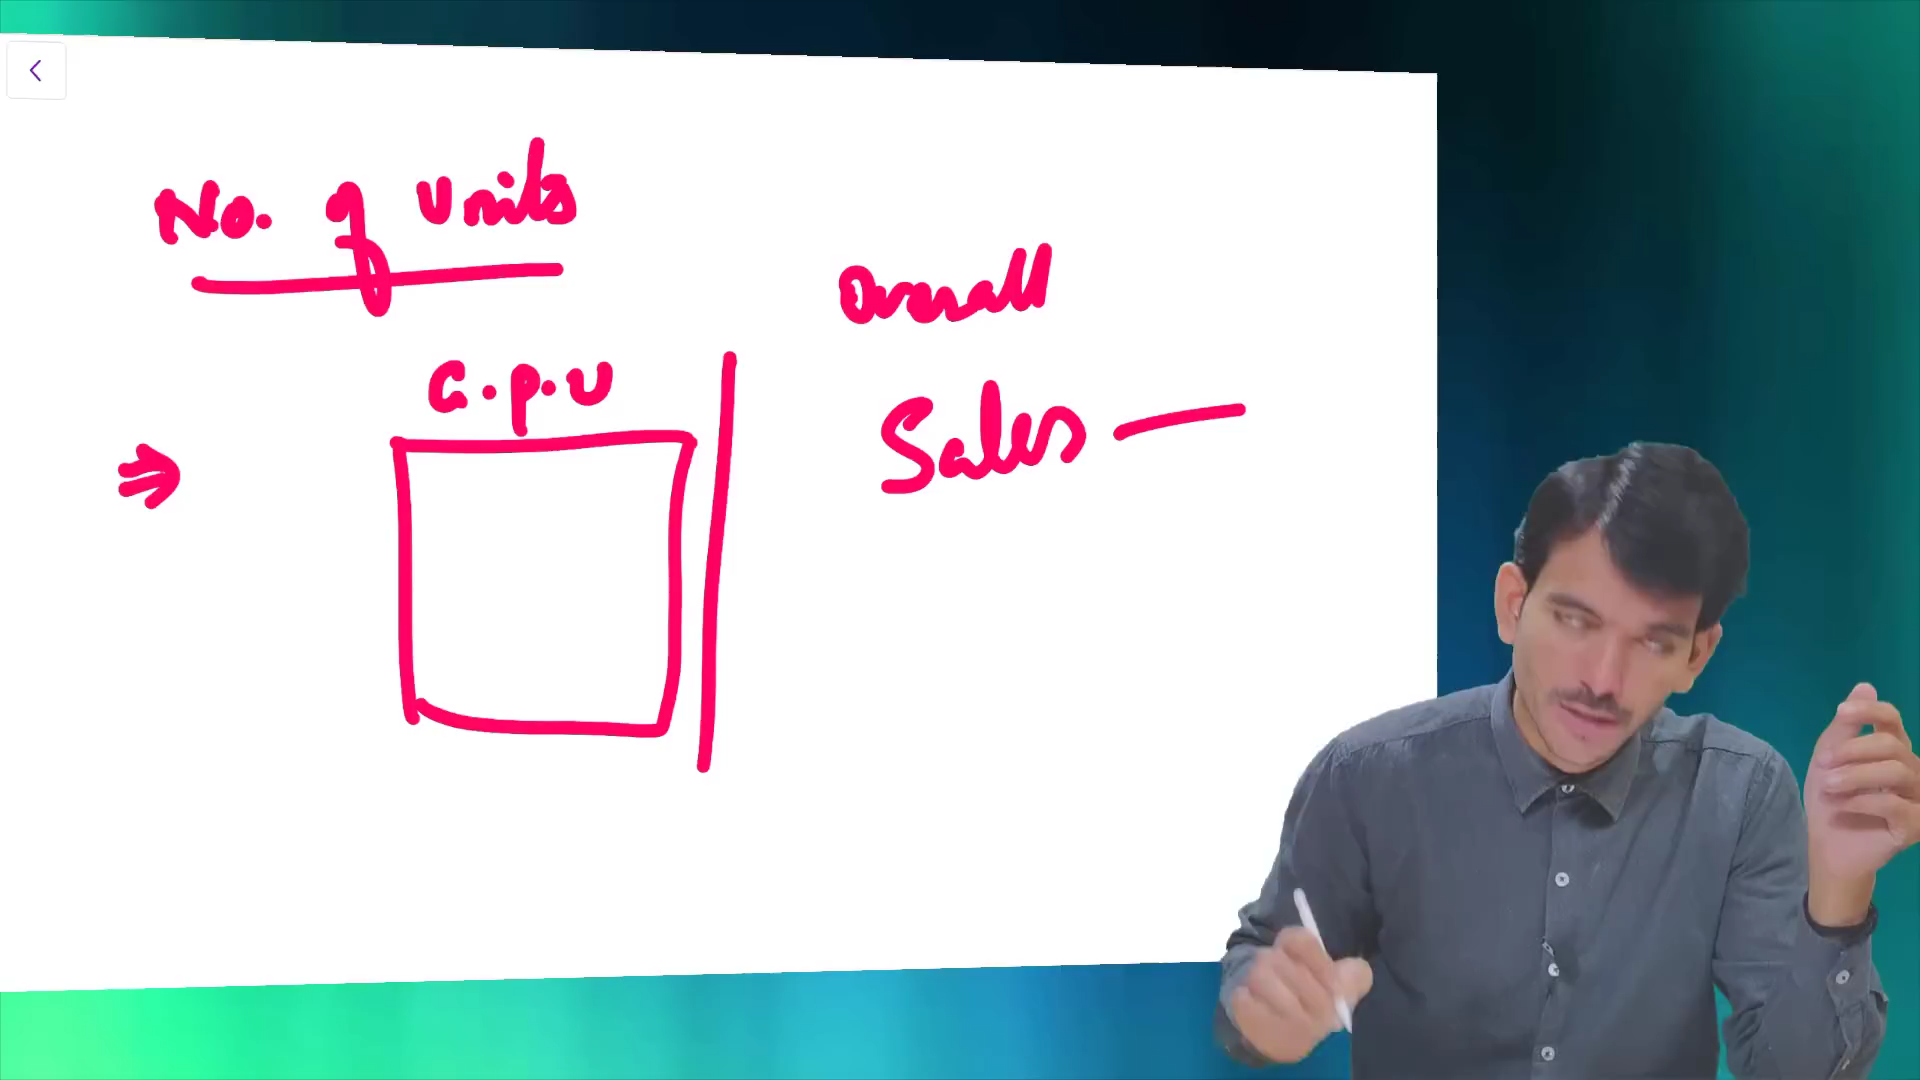 No. of Units
C.P.U
⇒
Overall
Sales —